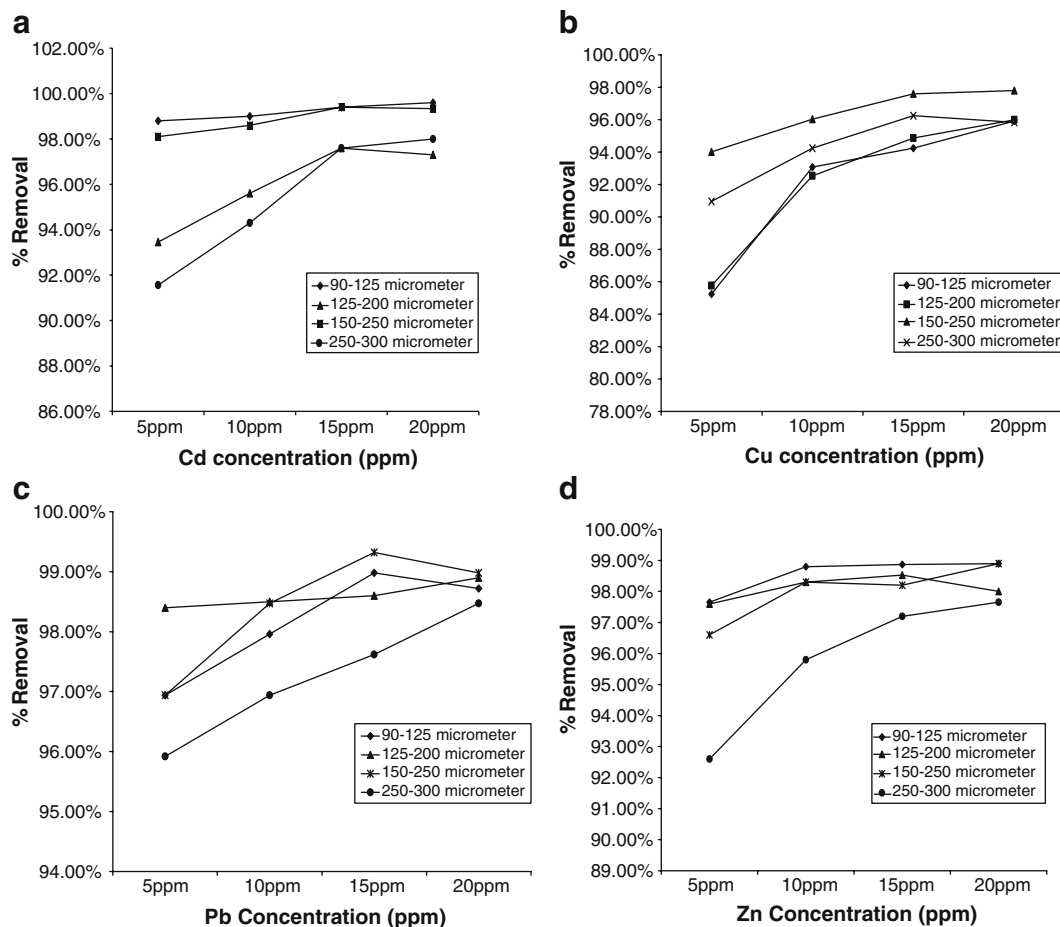 a
102.00%
100.00%
98.00%
96.00%
94.00%
92.00%
90.00%
88.00%
86.00%
% Removal
5ppm 10ppm 15ppm 20ppm
Cd concentration (ppm)
90-125 micrometer
125-200 micrometer
150-250 micrometer
250-300 micrometer
b
100.00%
98.00%
96.00%
94.00%
92.00%
90.00%
88.00%
86.00%
84.00%
82.00%
80.00%
78.00%
% Removal
5ppm 10ppm 15ppm 20ppm
Cu concentration (ppm)
90-125 micrometer
125-200 micrometer
150-250 micrometer
250-300 micrometer
c
100.00%
99.00%
98.00%
97.00%
96.00%
95.00%
94.00%
% Removal
5ppm 10ppm 15ppm 20ppm
Pb Concentration (ppm)
90-125 micrometer
125-200 micrometer
150-250 micrometer
250-300 micrometer
d
100.00%
99.00%
98.00%
97.00%
96.00%
95.00%
94.00%
93.00%
92.00%
91.00%
90.00%
89.00%
% Removal
5ppm 10ppm 15ppm 20ppm
Zn Concentration (ppm)
90-125 micrometer
125-200 micrometer
150-250 micrometer
250-300 micrometer